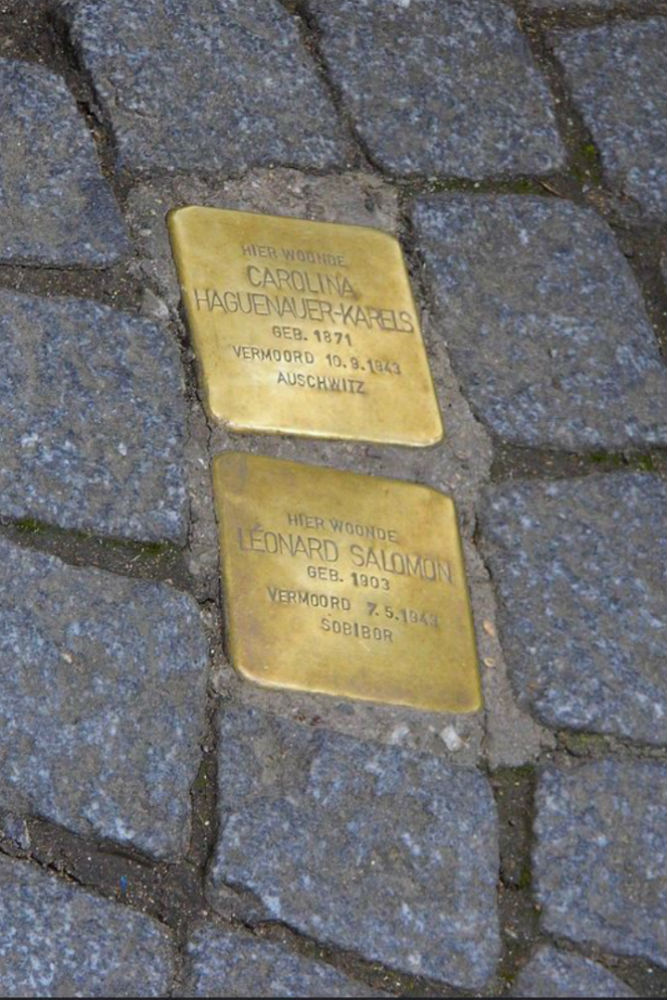 HIER WOONDE
CAROLINA
HAGUENAUER-KARELS
GEB. 1871
VERMOORD 10.9.1943
AUSCHWITZ
HIER WOONDE
LÉONARD SALOMON
GEB. 1903
VERMOORD 7.5.1943
SOBIBOR